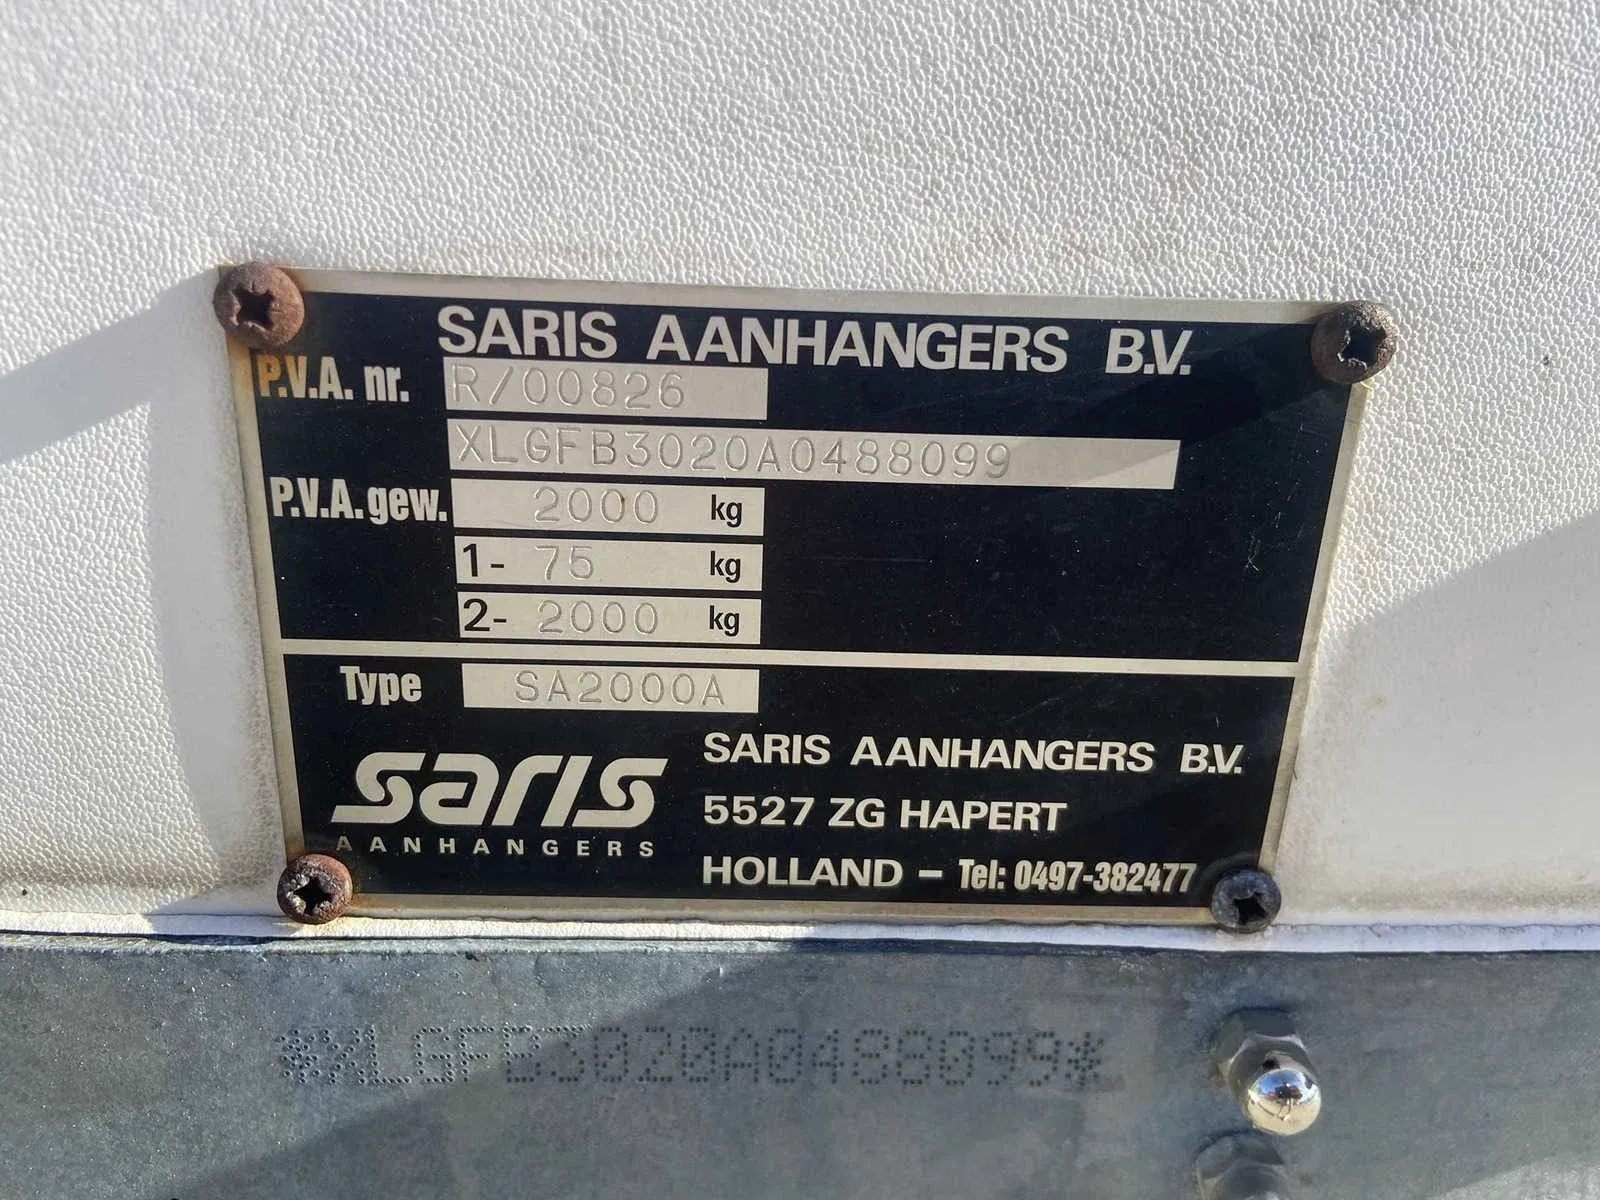 SARIS AANHANGERS B.V.
P.V.A. nr. R/00826
XLGFB3020A0488099
P.V.A. gew. 2000 kg
1- 75 kg
2- 2000 kg
Type SA2000A
saris
AANHANGERS
SARIS AANHANGERS B.V.
5527 ZG HAPERT
HOLLAND – Tel: 0497-382477
*XLGFB3020A0488099*